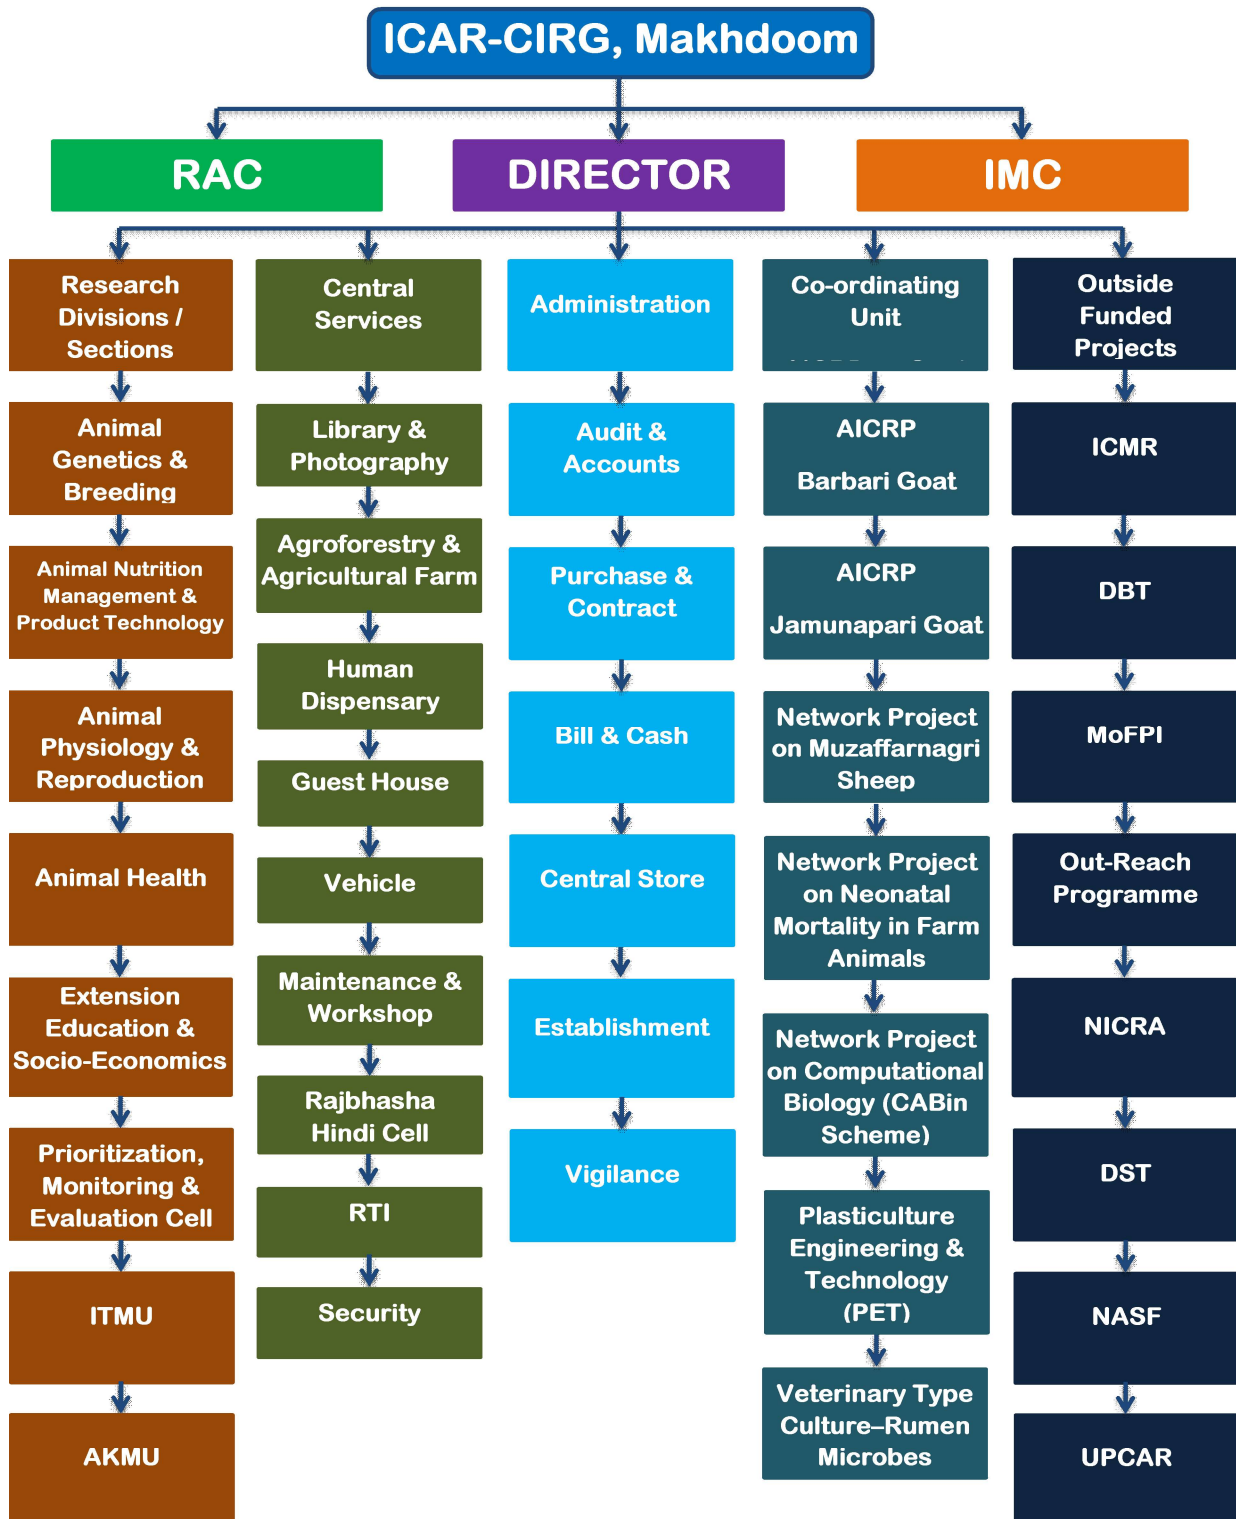 ICAR-CIRG, Makhdoom
RAC
DIRECTOR
IMC
Research
Divisions /
Sections
Animal
Genetics &
Breeding
Animal Nutrition
Management &
Product Technology
Animal
Physiology &
Reproduction
Animal Health
Extension
Education &
Socio-Economics
Prioritization,
Monitoring &
Evaluation Cell
ITMU
AKMU
Central
Services
Library &
Photography
Agroforestry &
Agricultural Farm
Human
Dispensary
Guest House
Vehicle
Maintenance &
Workshop
Rajbhasha
Hindi Cell
RTI
Security
Administration
Audit &
Accounts
Purchase &
Contract
Bill & Cash
Central Store
Establishment
Vigilance
Co-ordinating
Unit
AICRP
Barbari Goat
AICRP
Jamunapari Goat
Network Project
on Muzaffarnagri
Sheep
Network Project
on Neonatal
Mortality in Farm
Animals
Network Project
on Computational
Biology (CABin
Scheme)
Plasticulture
Engineering &
Technology
(PET)
Veterinary Type
Culture–Rumen
Microbes
Outside
Funded
Projects
ICMR
DBT
MoFPI
Out-Reach
Programme
NICRA
DST
NASF
UPCAR